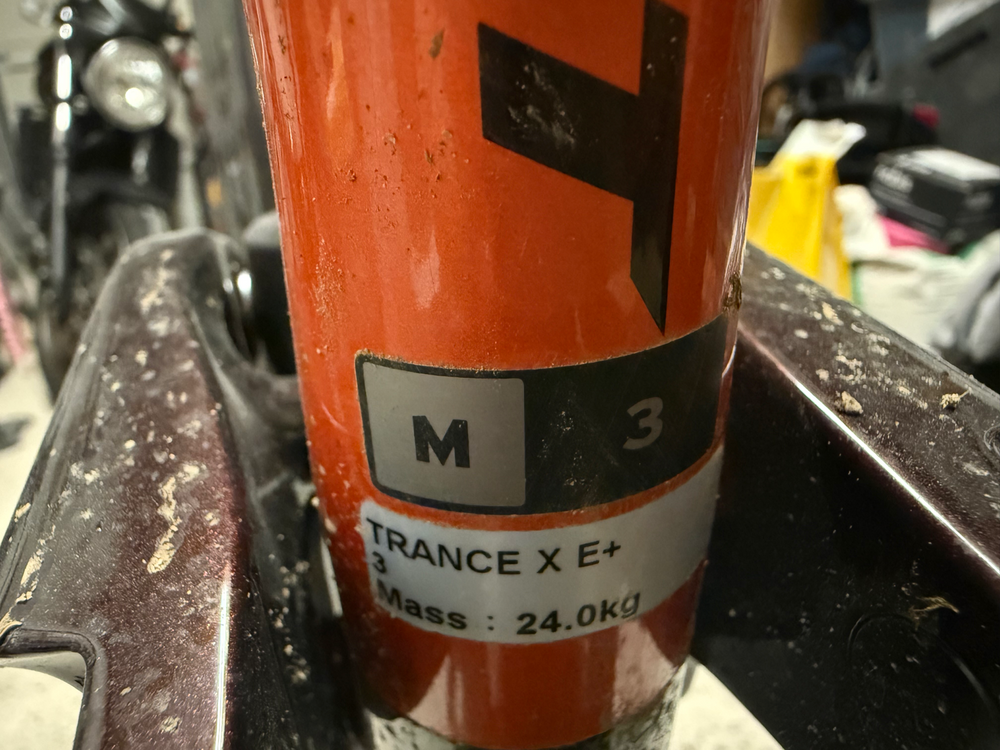 M 3
TRANCE X E+
3
Mass : 24.0kg